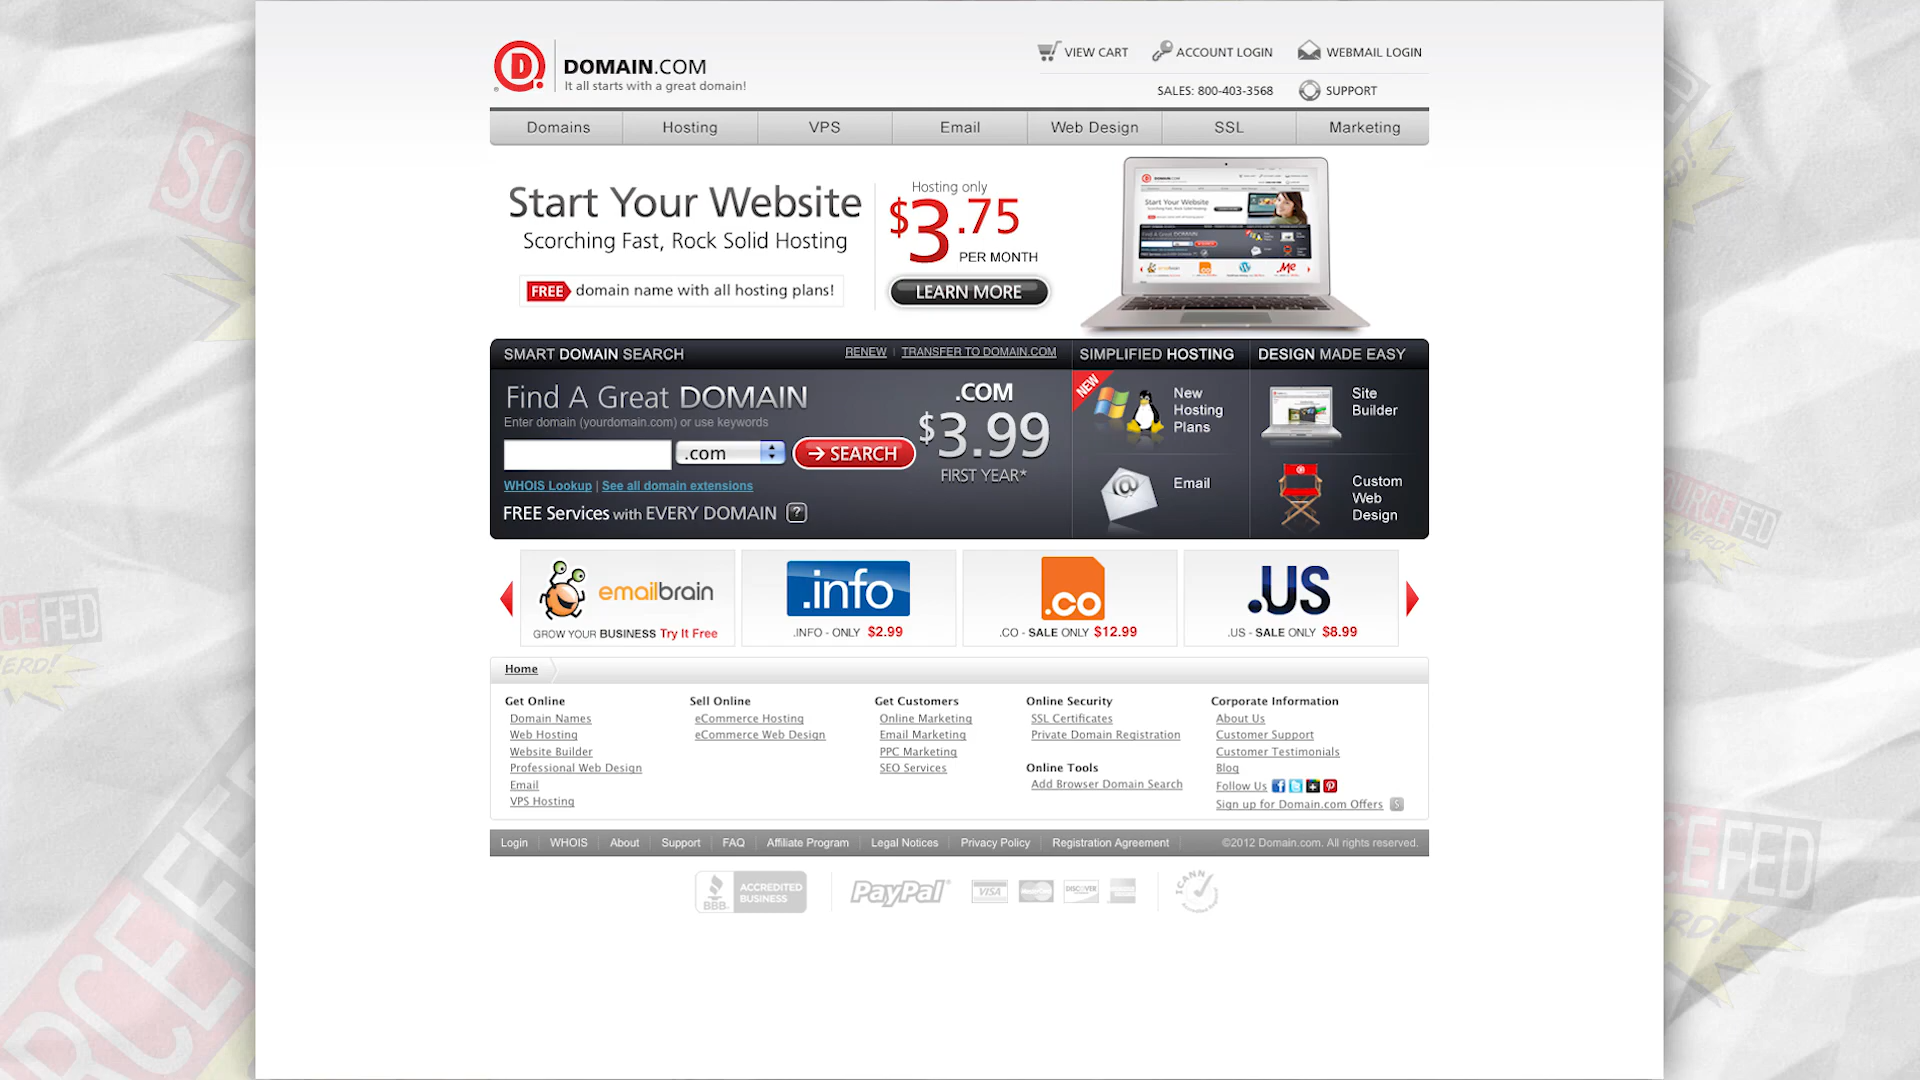 DOMAIN.COM
It all starts with a great domain!
VIEW CART
ACCOUNT LOGIN
WEBMAIL LOGIN
SALES: 800-403-3568
SUPPORT
Domains
Hosting
VPS
Email
Web Design
SSL
Marketing
Start Your Website
Scorching Fast, Rock Solid Hosting
FREE domain name with all hosting plans!
Hosting only
$3.75
PER MONTH
LEARN MORE
SMART DOMAIN SEARCH
RENEW | TRANSFER TO DOMAIN.COM
Find A Great DOMAIN
Enter domain (yourdomain.com) or use keywords
.com
SEARCH
WHOIS Lookup | See all domain extensions
FREE Services with EVERY DOMAIN ?
.COM
$3.99
FIRST YEAR*
SIMPLIFIED HOSTING
NEW
New
Hosting
Plans
Email
DESIGN MADE EASY
Site
Builder
Custom
Web
Design
emailbrain
GROW YOUR BUSINESS Try It Free
.info
.INFO - ONLY $2.99
.co
.CO - SALE ONLY $12.99
.US
.US - SALE ONLY $8.99
Home
Get Online
Domain Names
Web Hosting
Website Builder
Professional Web Design
Email
VPS Hosting
Sell Online
eCommerce Hosting
eCommerce Web Design
Get Customers
Online Marketing
Email Marketing
PPC Marketing
SEO Services
Online Security
SSL Certificates
Private Domain Registration
Online Tools
Add Browser Domain Search
Corporate Information
About Us
Customer Support
Customer Testimonials
Blog
Follow Us
Sign up for Domain.com Offers S
Login
WHOIS
About
Support
FAQ
Affiliate Program
Legal Notices
Privacy Policy
Registration Agreement
©2012 Domain.com. All rights reserved.
BBB.
ACCREDITED
BUSINESS
PayPal
VISA
MasterCard
DISCOVER
ICANN
SOURCEFED
NERD!